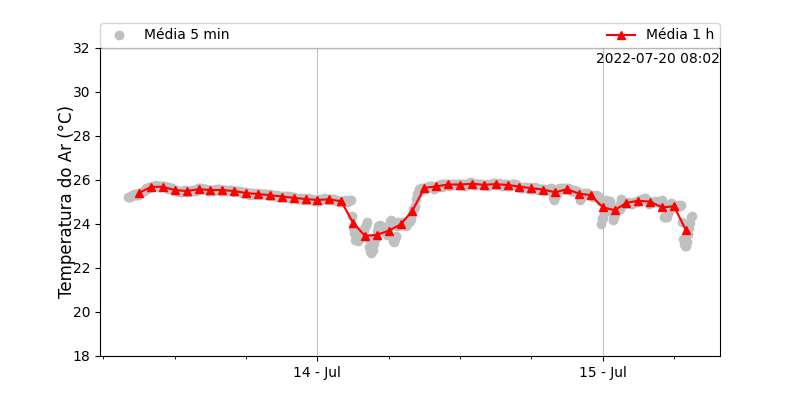 Média 5 min
Média 1 h
2022-07-20 08:02
Temperatura do Ar (°C)
32
30
28
26
24
22
20
18
14 - Jul
15 - Jul